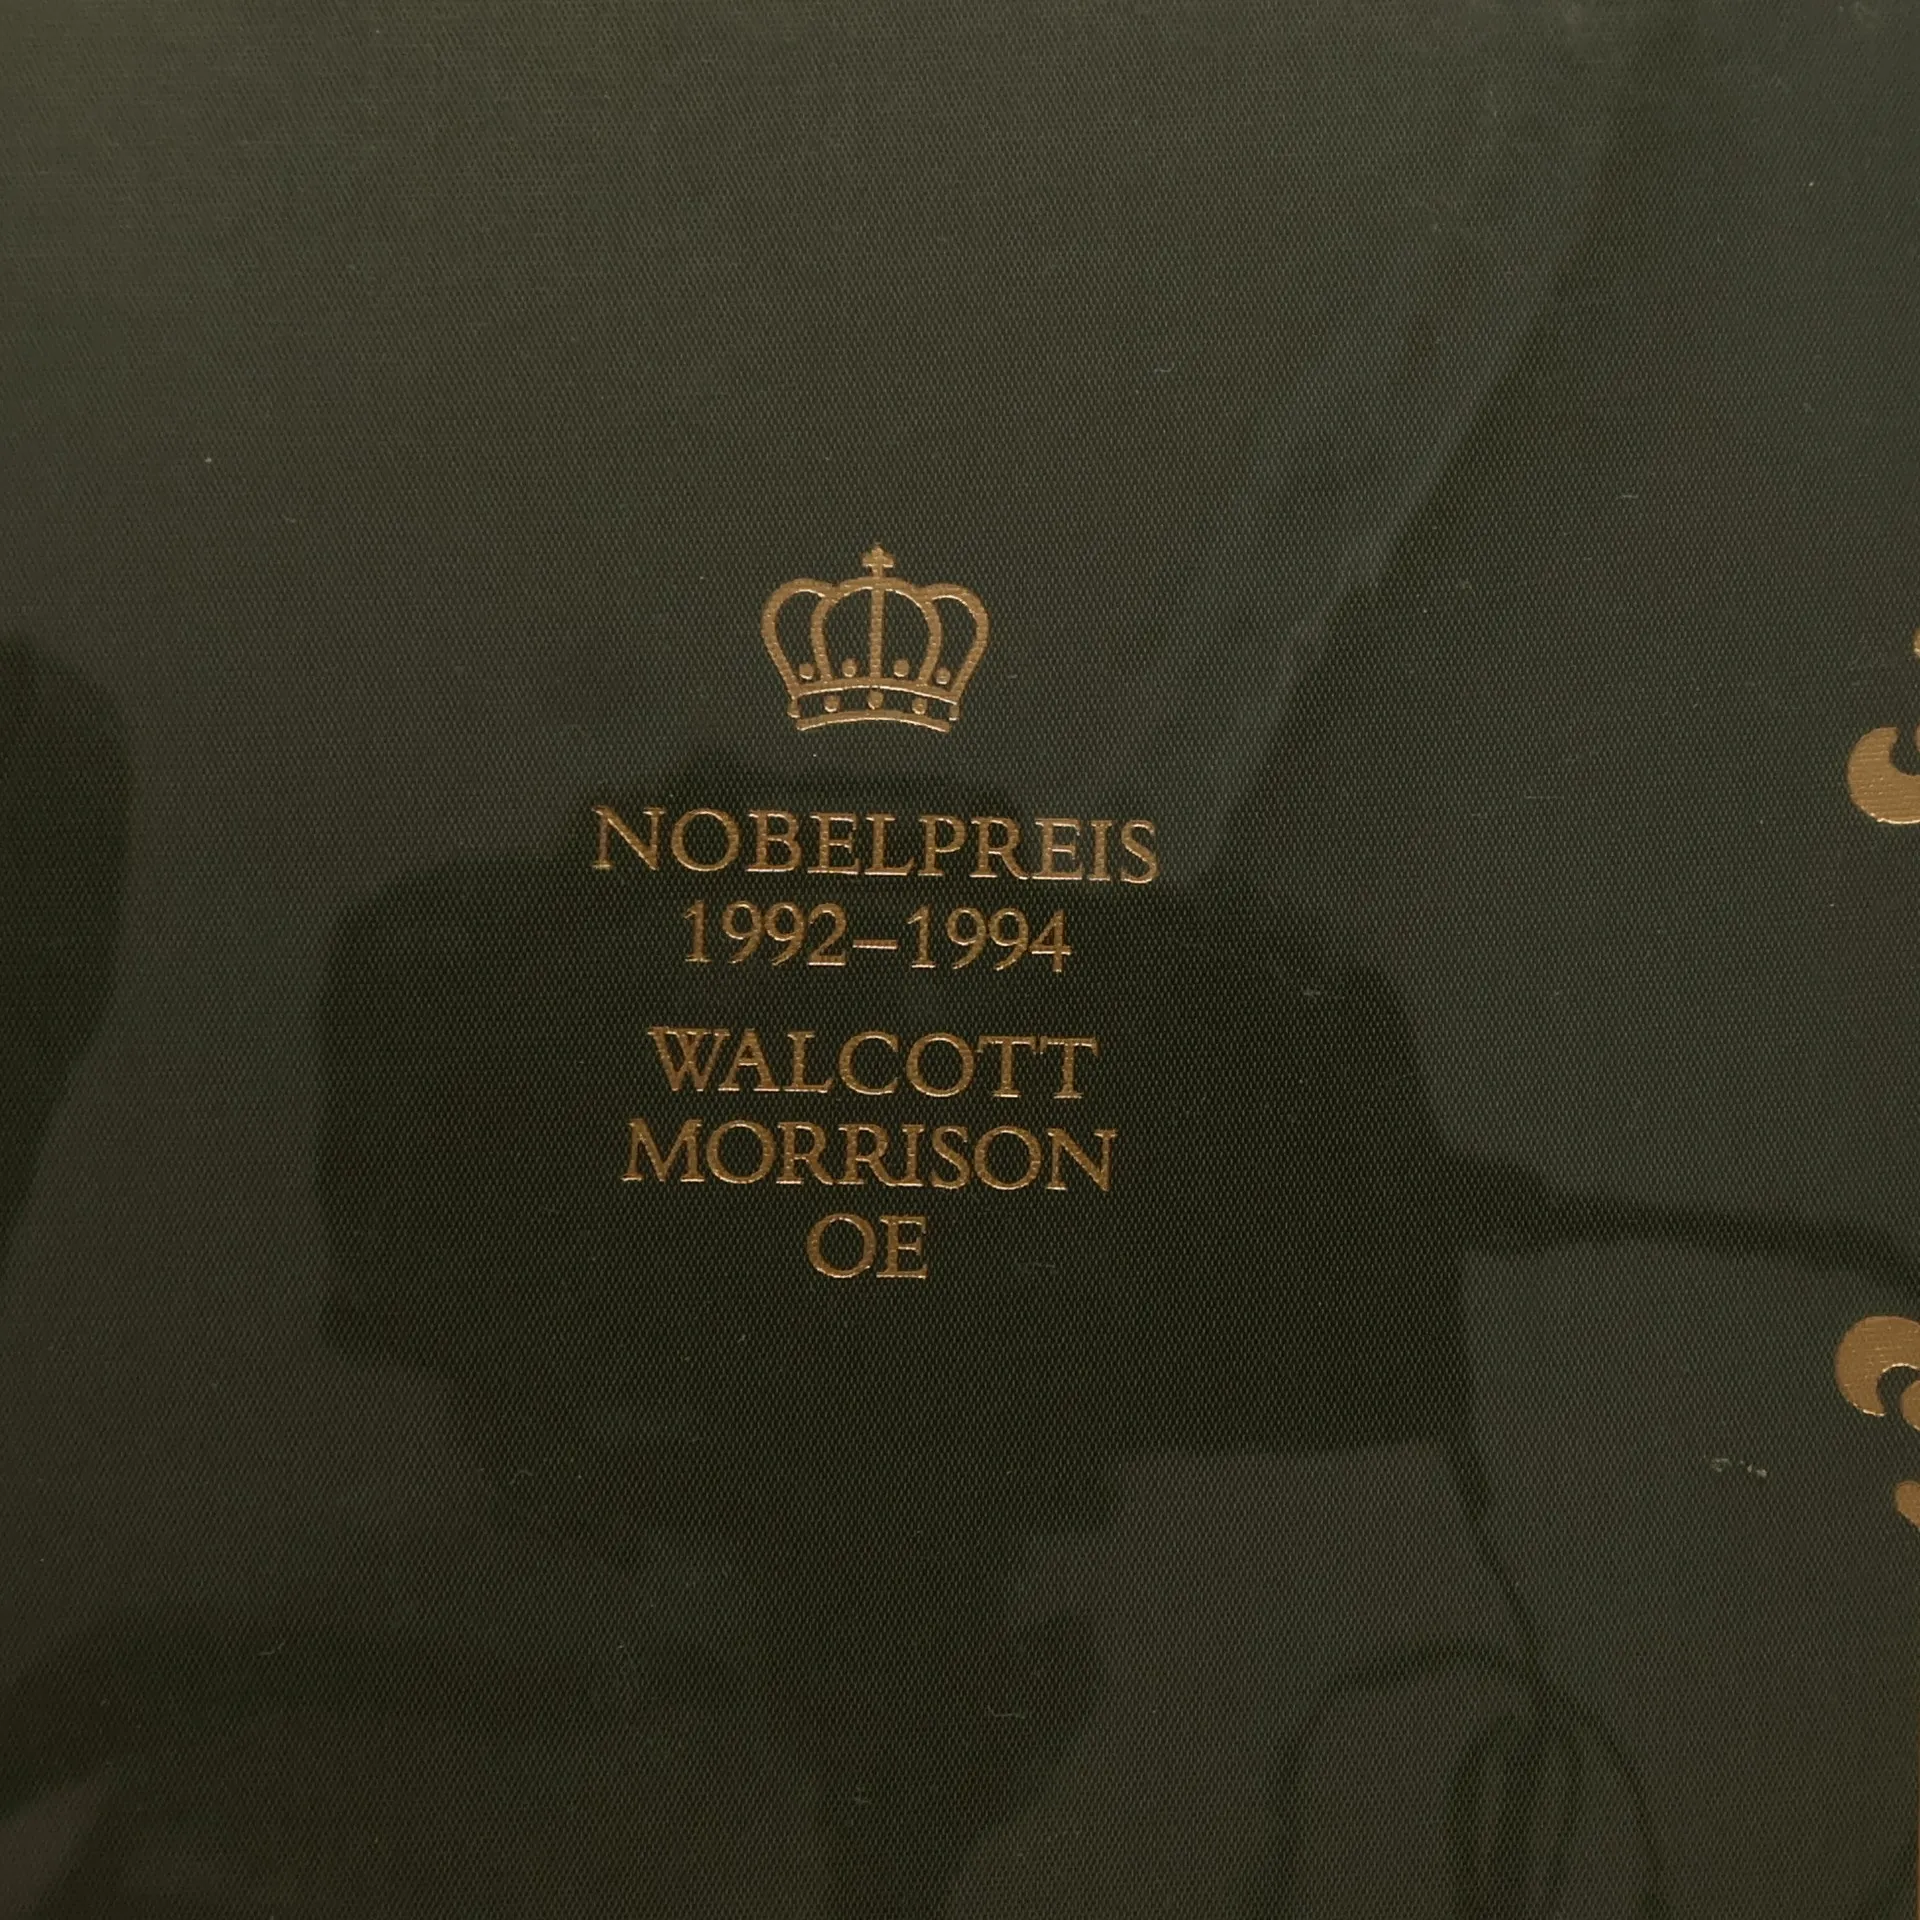 NOBELPREIS
1992–1994
WALCOTT
MORRISON
OE